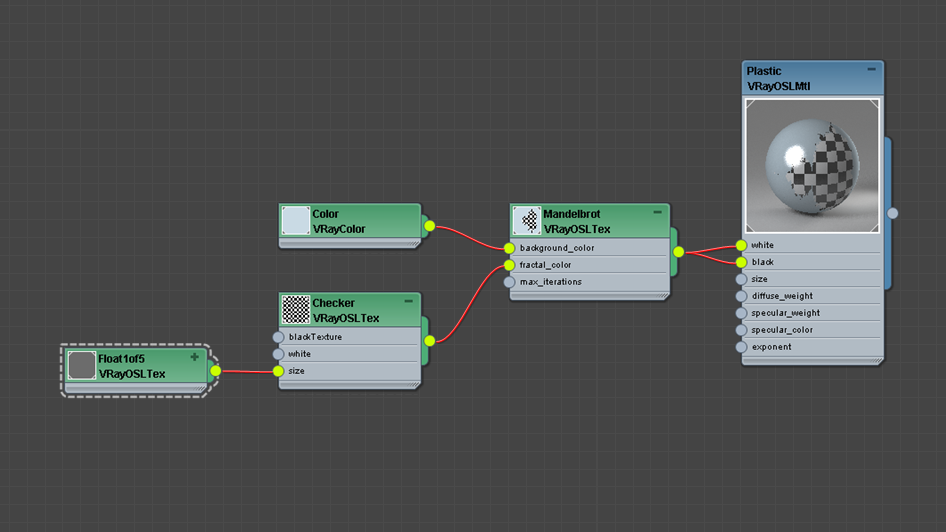 Plastic
VRayOSLMtl
white
black
size
diffuse_weight
specular_weight
specular_color
exponent
Color
VRayColor
Mandelbrot
VRayOSLTex
background_color
fractal_color
max_iterations
Checker
VRayOSLTex
blackTexture
white
size
Float1of5
VRayOSLTex